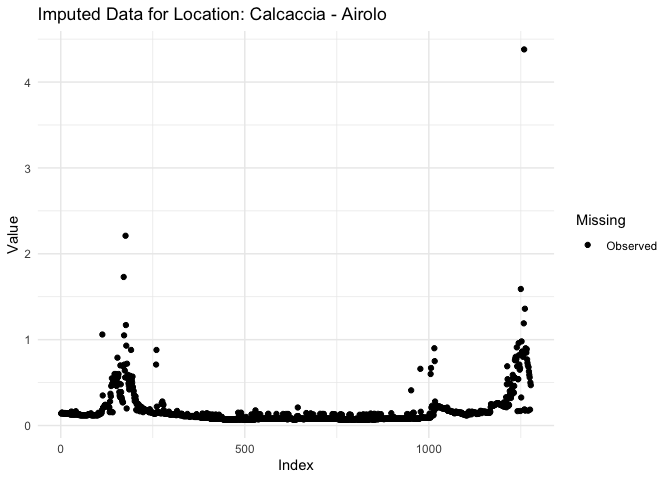 Imputed Data for Location: Calcaccia - Airolo
4
3
2
1
0
Value
0
500
1000
Index
Missing
Observed